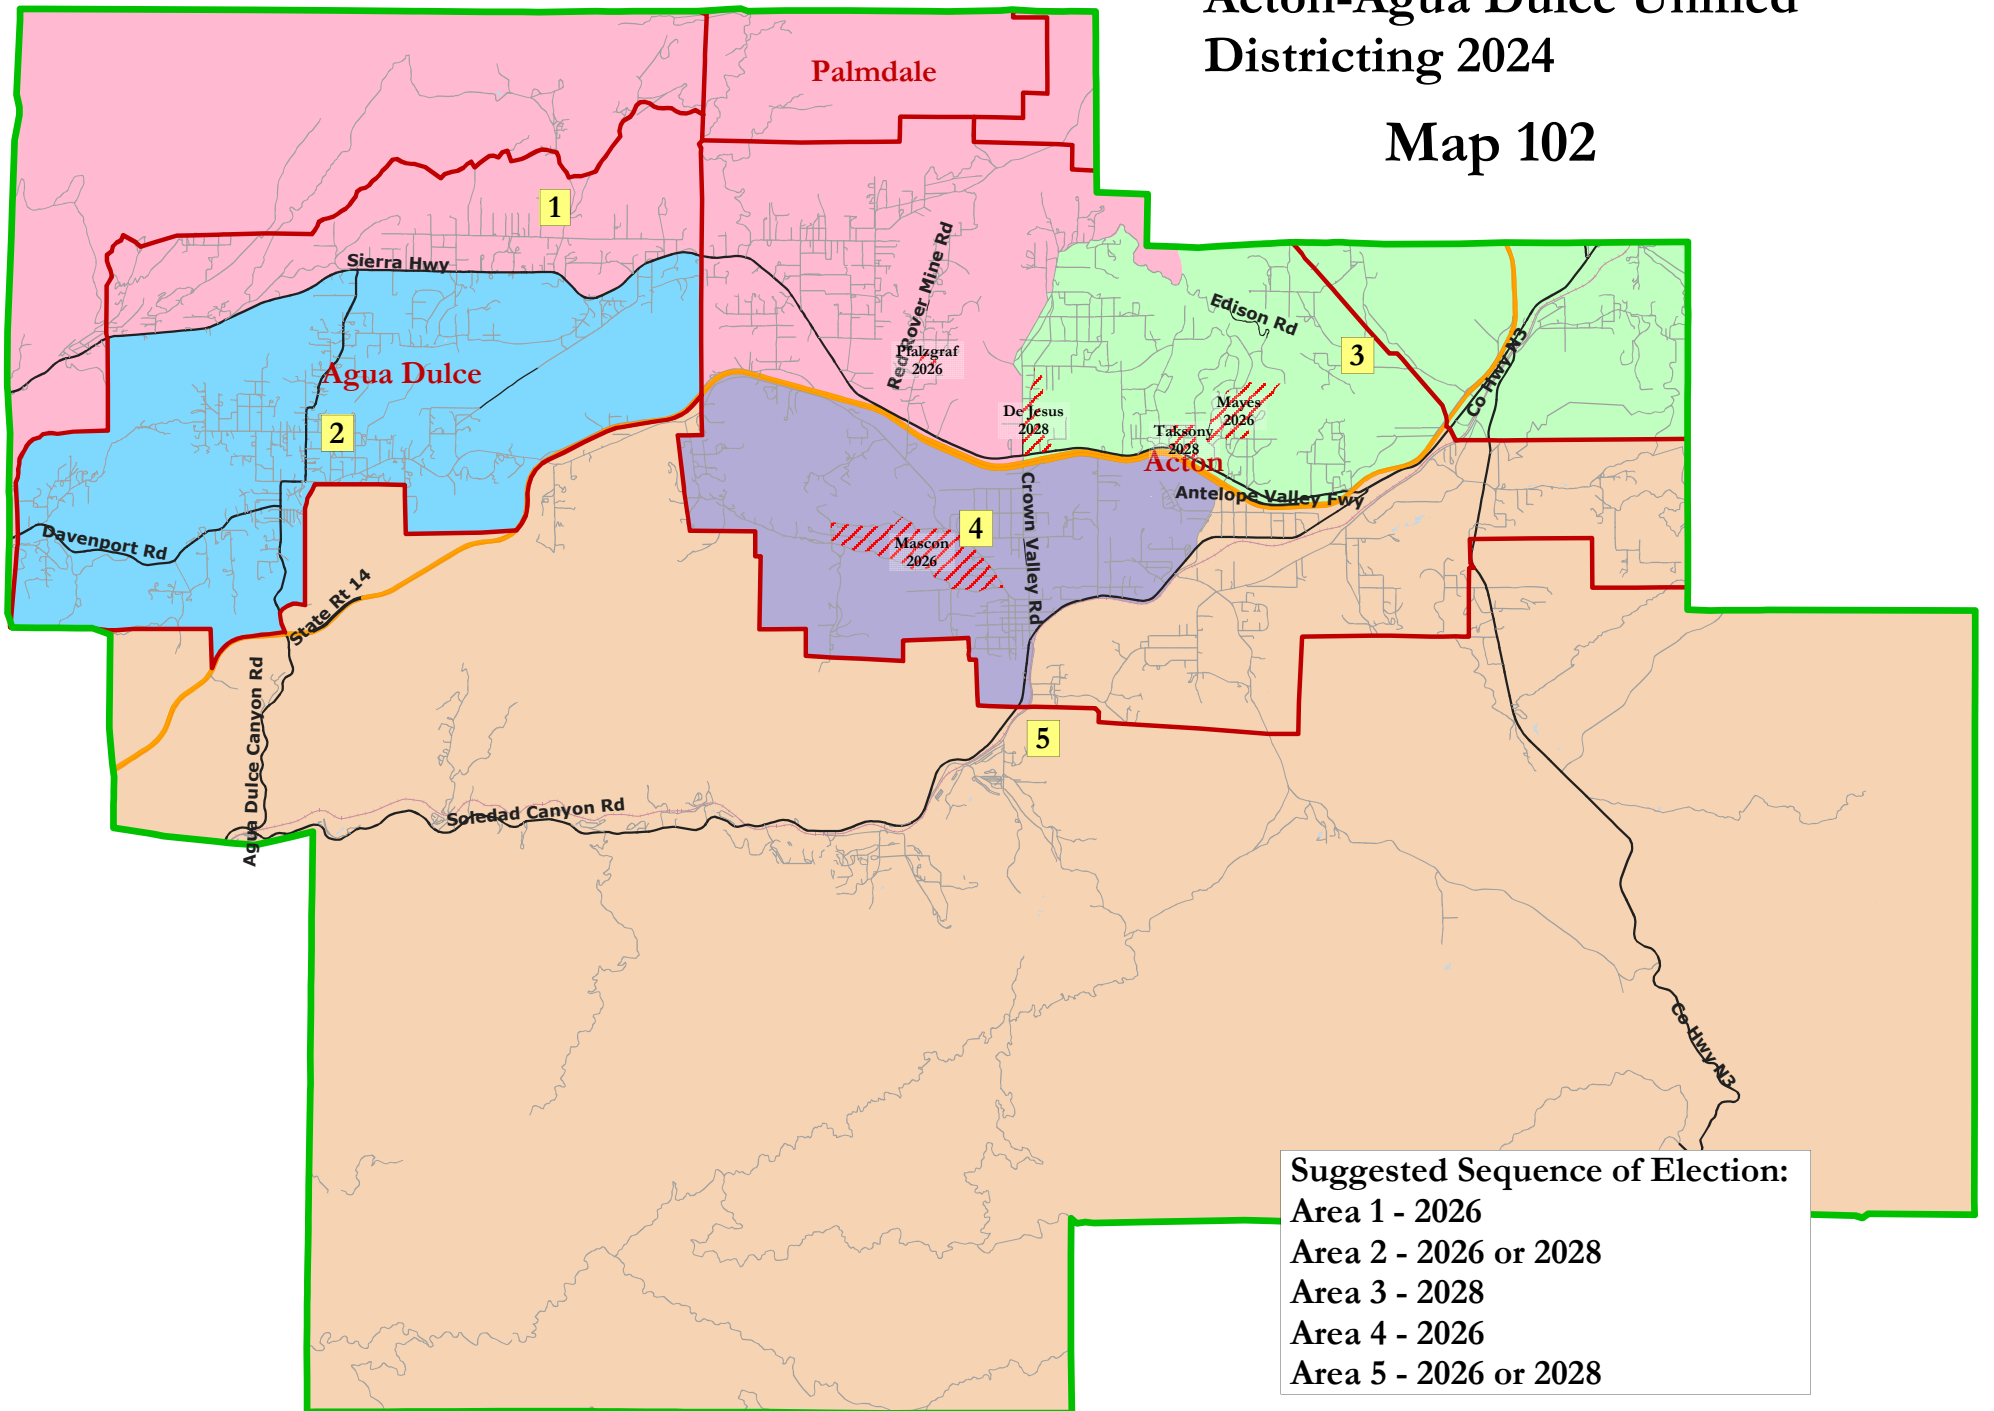 Acton-Agua Dulce Unified
Districting 2024
Map 102
Palmdale
1
Sierra Hwy
Red Rover Mine Rd
Edison Rd
3
Co Hwy N3
Pfalzgraf
2026
Agua Dulce
2
De Jesus
2028
Mayes
2026
Taksony
2028
Acton
Antelope Valley Fwy
Crown Valley Rd
4
Mascon
2026
Davenport Rd
State Rt 14
Agua Dulce Canyon Rd
5
Soledad Canyon Rd
Co Hwy N3
Suggested Sequence of Election:
Area 1 - 2026
Area 2 - 2026 or 2028
Area 3 - 2028
Area 4 - 2026
Area 5 - 2026 or 2028